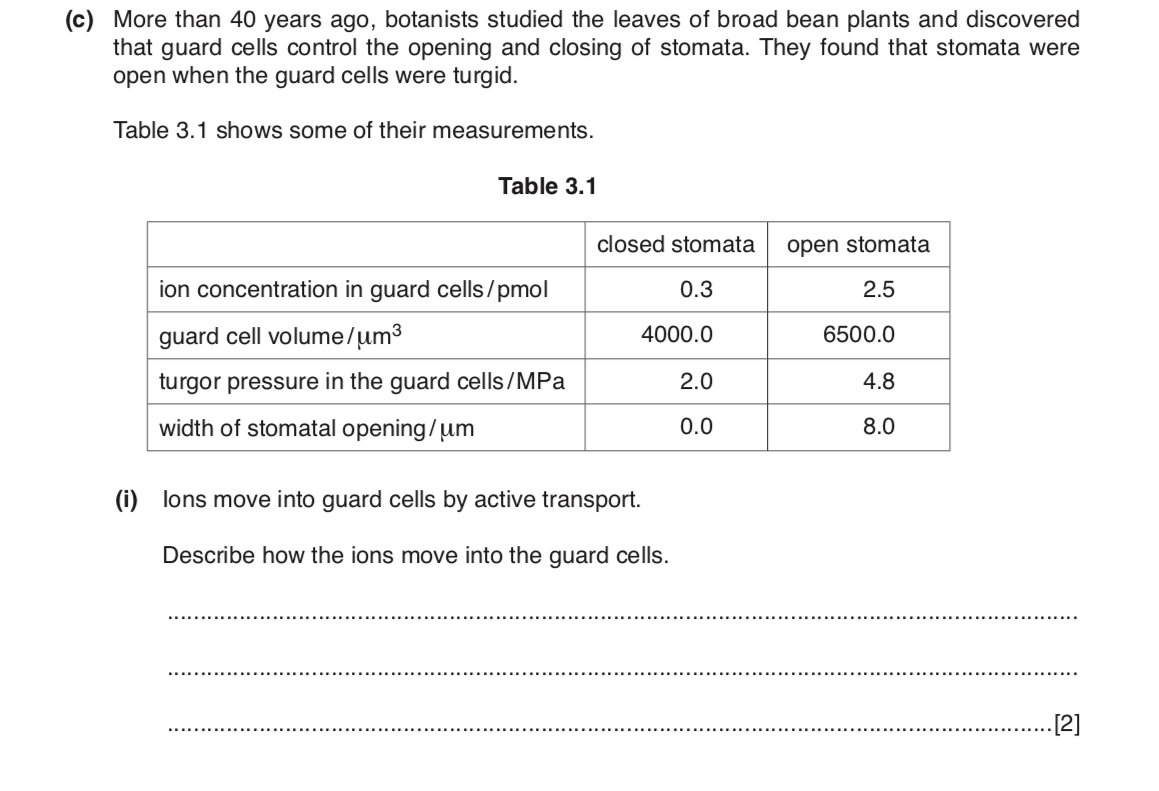 (c) More than 40 years ago, botanists studied the leaves of broad bean plants and discovered
that guard cells control the opening and closing of stomata. They found that stomata were
open when the guard cells were turgid.
Table 3.1 shows some of their measurements.
Table 3.1
closed stomata open stomata
ion concentration in guard cells/pmol 0.3 2.5
guard cell volume/μm³ 4000.0 6500.0
turgor pressure in the guard cells/MPa 2.0 4.8
width of stomatal opening/μm 0.0 8.0
(i) Ions move into guard cells by active transport.
Describe how the ions move into the guard cells.
[2]